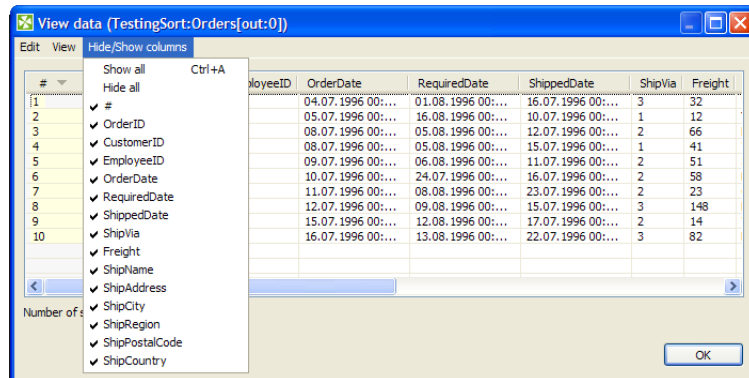 View data (TestingSort:Orders[out:0])
Edit View Hide/Show columns
Show all Ctrl+A
Hide all
#
OrderID
CustomerID
EmployeeID
OrderDate
RequiredDate
ShippedDate
ShipVia
Freight
ShipName
ShipAddress
ShipCity
ShipRegion
ShipPostalCode
ShipCountry
# ployeeID OrderDate RequiredDate ShippedDate ShipVia Freight
1 04.07.1996 00:... 01.08.1996 00:... 16.07.1996 00:... 3 32
2 05.07.1996 00:... 16.08.1996 00:... 10.07.1996 00:... 1 12
3 08.07.1996 00:... 05.08.1996 00:... 12.07.1996 00:... 2 66
4 08.07.1996 00:... 05.08.1996 00:... 15.07.1996 00:... 1 41
5 09.07.1996 00:... 06.08.1996 00:... 11.07.1996 00:... 2 51
6 10.07.1996 00:... 24.07.1996 00:... 16.07.1996 00:... 2 58
7 11.07.1996 00:... 08.08.1996 00:... 23.07.1996 00:... 2 23
8 12.07.1996 00:... 09.08.1996 00:... 15.07.1996 00:... 3 148
9 15.07.1996 00:... 12.08.1996 00:... 17.07.1996 00:... 2 14
10 16.07.1996 00:... 13.08.1996 00:... 22.07.1996 00:... 3 82
Number of
OK